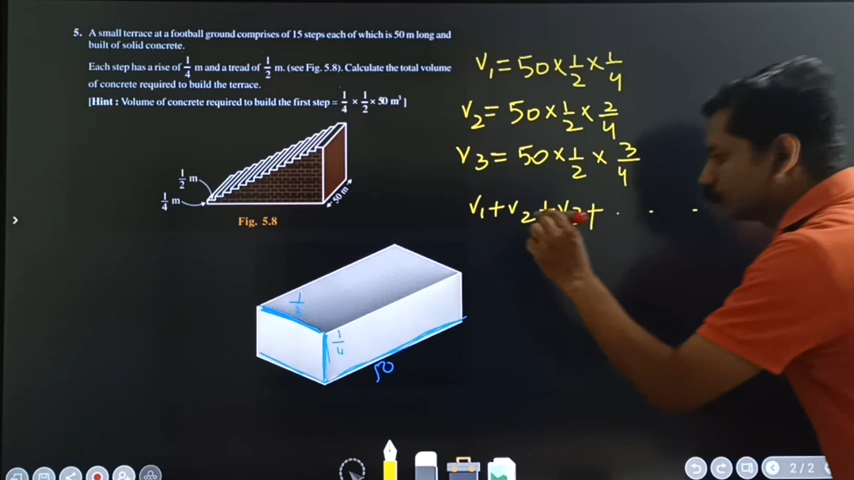 5. A small terrace at a football ground comprises of 15 steps each of which is 50 m long and
built of solid concrete.
Each step has a rise of 1/4 m and a tread of 1/2 m. (see Fig. 5.8). Calculate the total volume
of concrete required to build the terrace.
[Hint : Volume of concrete required to build the first step = 1/4 × 1/2 × 50 m³]
1/2 m
1/4 m
50 m
Fig. 5.8
V₁ = 50 × 1/2 × 1/4
V₂ = 50 × 1/2 × 2/4
V₃ = 50 × 1/2 × 3/4
V₁ + V₂ + V₃ + . . .
1/4
50
2/2